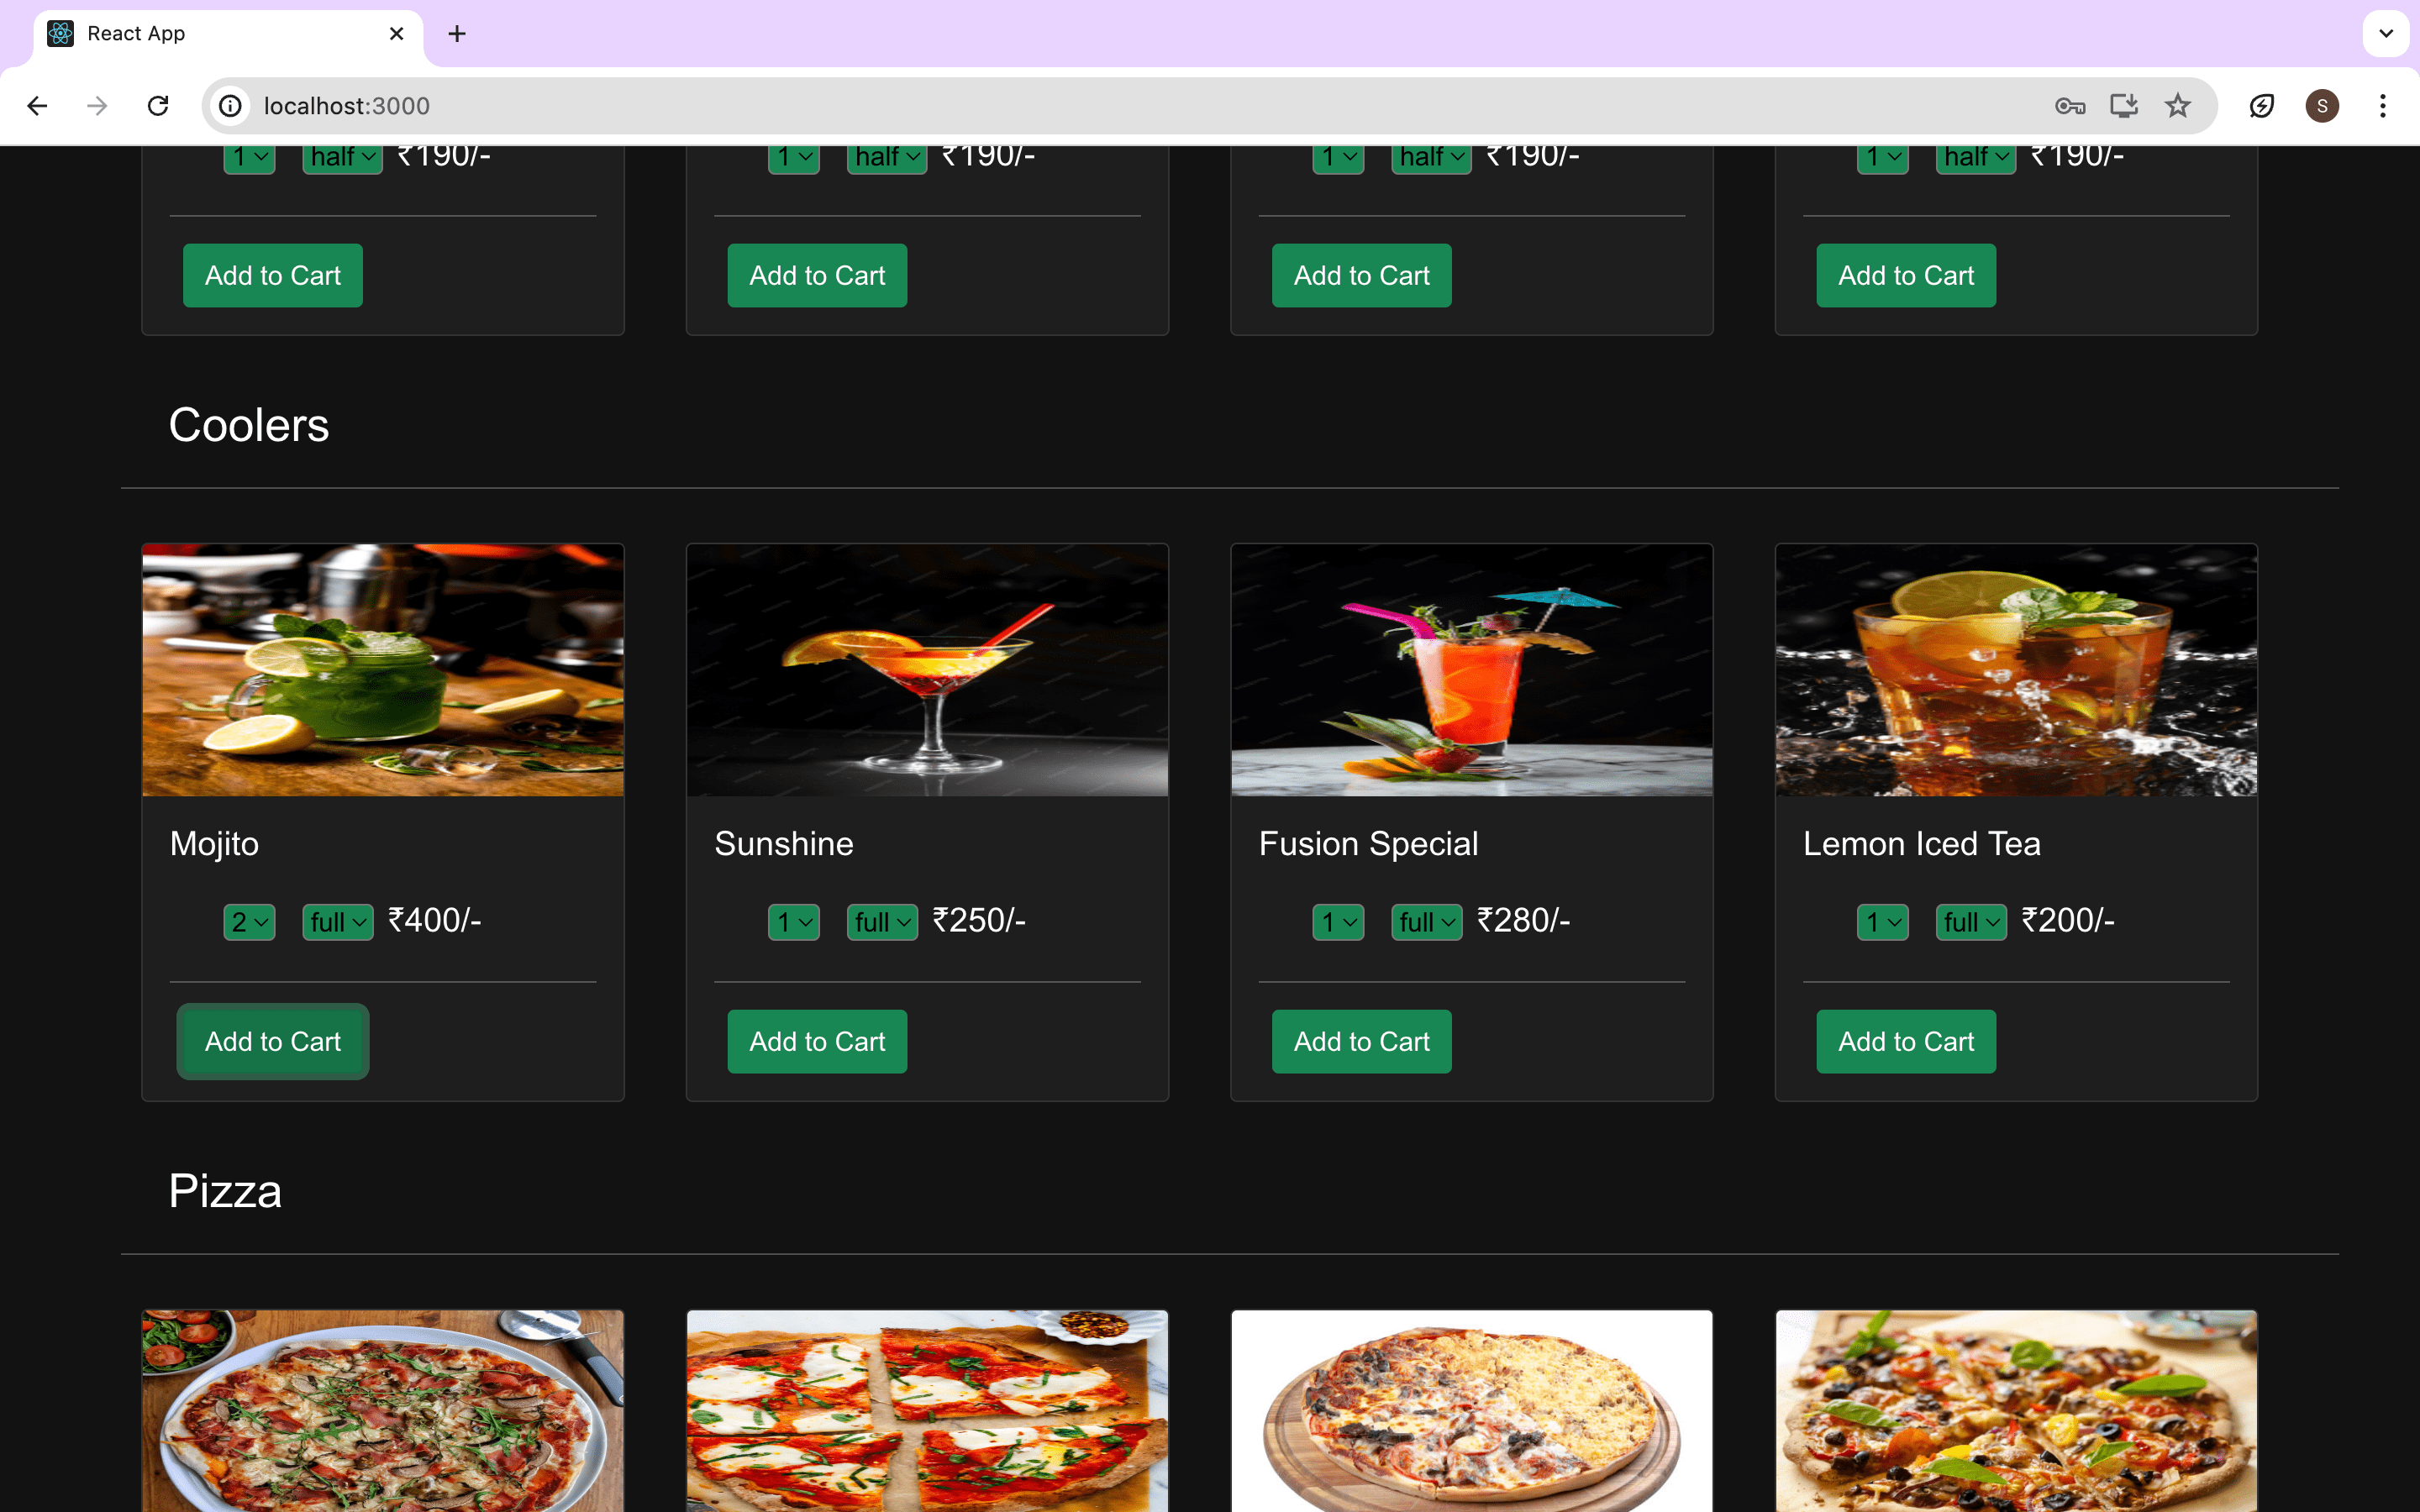 React App
localhost:3000
S
1 half ₹190/- 1 half ₹190/- 1 half ₹190/- 1 half ₹190/-
Add to Cart Add to Cart Add to Cart Add to Cart
Coolers
Mojito Sunshine Fusion Special Lemon Iced Tea
2 full ₹400/- 1 full ₹250/- 1 full ₹280/- 1 full ₹200/-
Add to Cart Add to Cart Add to Cart Add to Cart
Pizza